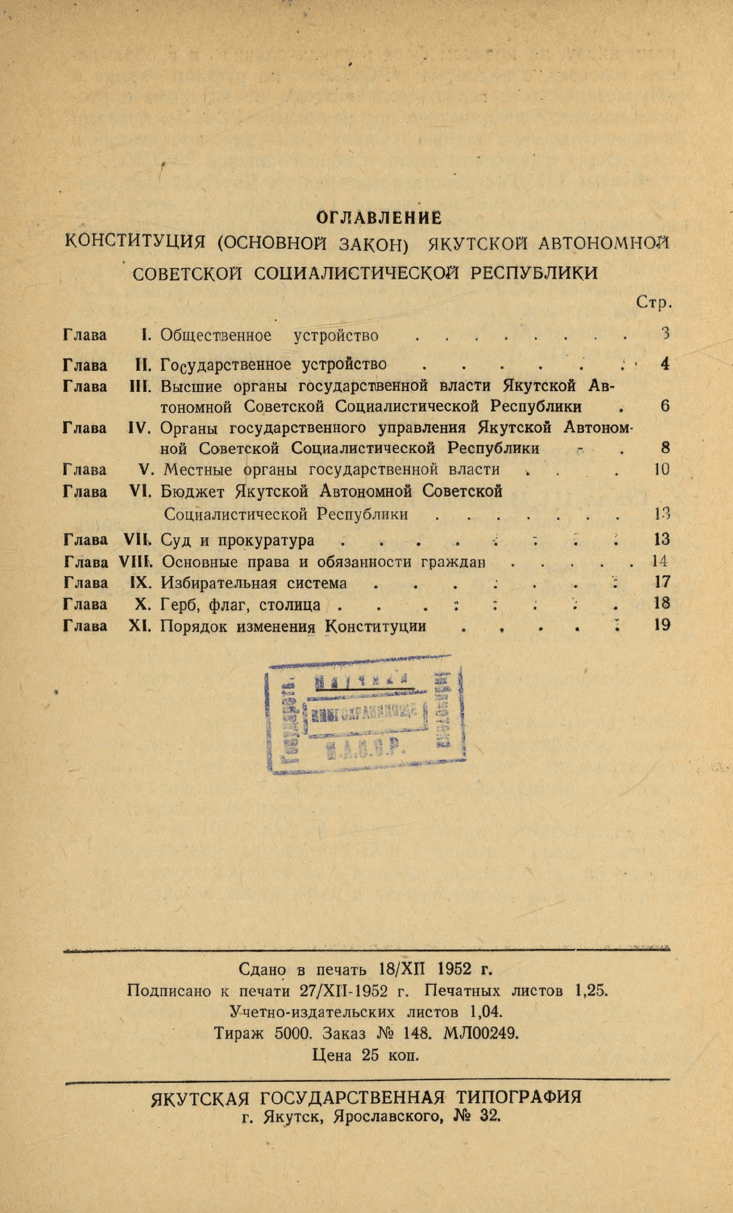 ОГЛАВЛЕНИЕ
КОНСТИТУЦИЯ (ОСНОВНОЙ ЗАКОН) ЯКУТСКОЙ АВТОНОМНОЙ
СОВЕТСКОЙ СОЦИАЛИСТИЧЕСКОЙ РЕСПУБЛИКИ
Стр.
Глава I. Общественное устройство . . . . . . . . 3
Глава II. Государственное устройство . . . . . . 4
Глава III. Высшие органы государственной власти Якутской Ав-
тономной Советской Социалистической Республики . 6
Глава IV. Органы государственного управления Якутской Автоном-
ной Советской Социалистической Республики . . 8
Глава V. Местные органы государственной власти . . . . 10
Глава VI. Бюджет Якутской Автономной Советской
Социалистической Республики . . . . . . . 13
Глава VII. Суд и прокуратура . . . . . . . . 13
Глава VIII. Основные права и обязанности граждан . . . . . 14
Глава IX. Избирательная система . . . . . . . 17
Глава X. Герб, флаг, столица . . . . . . . . 18
Глава XI. Порядок изменения Конституции . . . . . 19
КНИГОХРАНИЛИЩЕ
Сдано в печать 18/XII 1952 г.
Подписано к печати 27/XII-1952 г. Печатных листов 1,25.
Учетно-издательских листов 1,04.
Тираж 5000. Заказ № 148. МЛ00249.
Цена 25 коп.
ЯКУТСКАЯ ГОСУДАРСТВЕННАЯ ТИПОГРАФИЯ
г. Якутск, Ярославского, № 32.